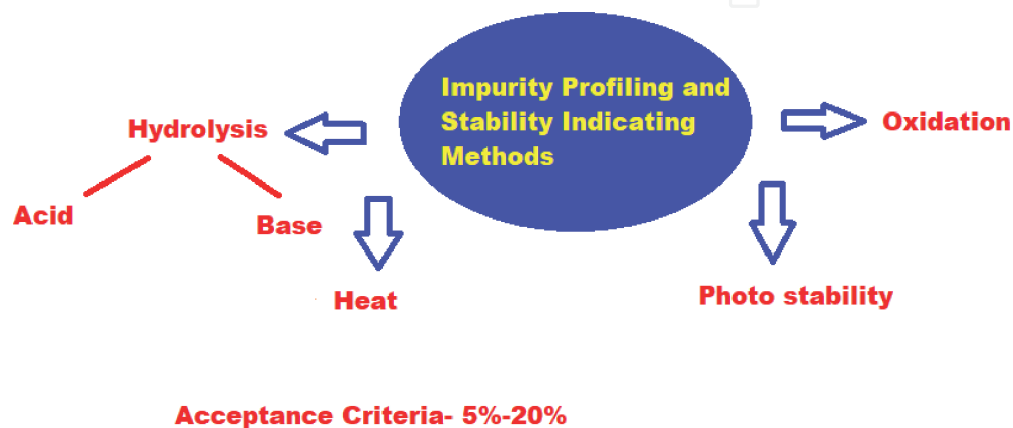 Impurity Profiling and
Stability Indicating
Methods
Hydrolysis
Oxidation
Acid
Base
Heat
Photo stability
Acceptance Criteria- 5%-20%